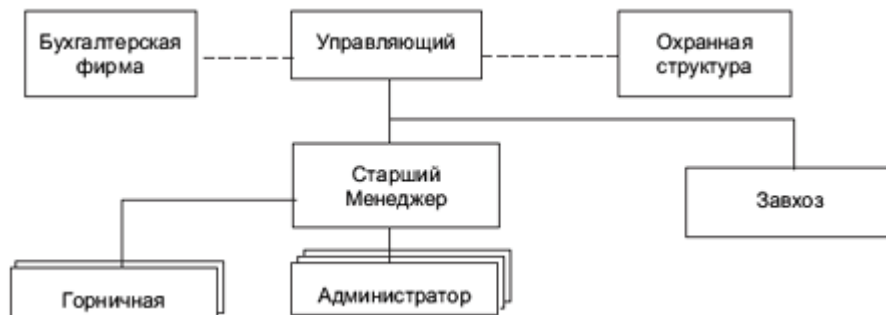 Бухгалтерская
фирма
Управляющий
Охранная
структура
Старший
Менеджер
Завхоз
Горничная
Администратор